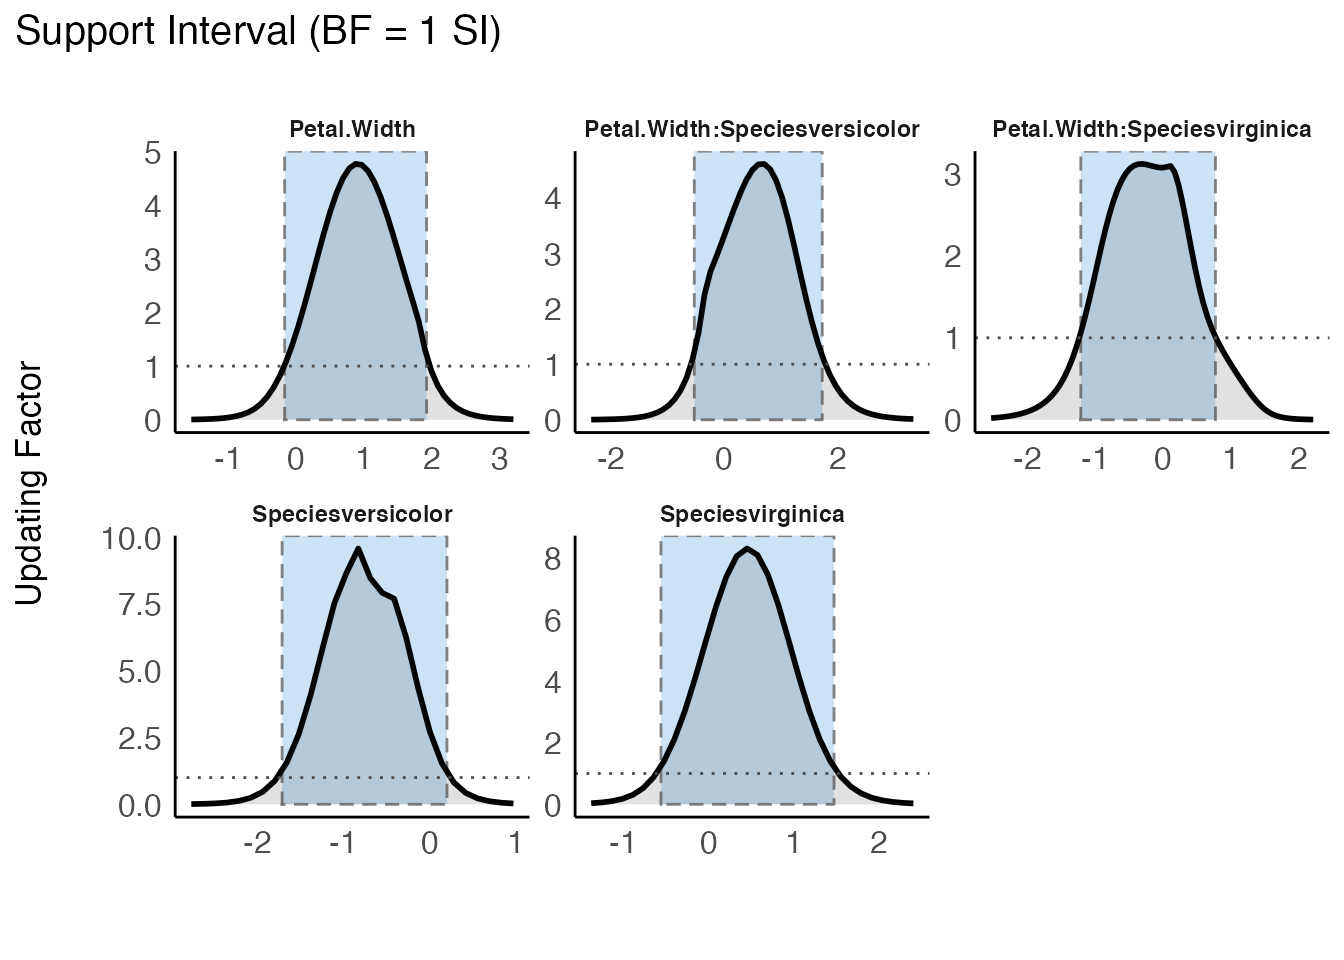 Support Interval (BF = 1 SI)
Updating Factor
Petal.Width
5
4
3
2
1
0
-1 0 1 2 3
Petal.Width:Speciesversicolor
4
3
2
1
0
-2 0 2
Petal.Width:Speciesvirginica
3
2
1
0
-2 -1 0 1 2
Speciesversicolor
10.0
7.5
5.0
2.5
0.0
-2 -1 0 1
Speciesvirginica
8
6
4
2
0
-1 0 1 2